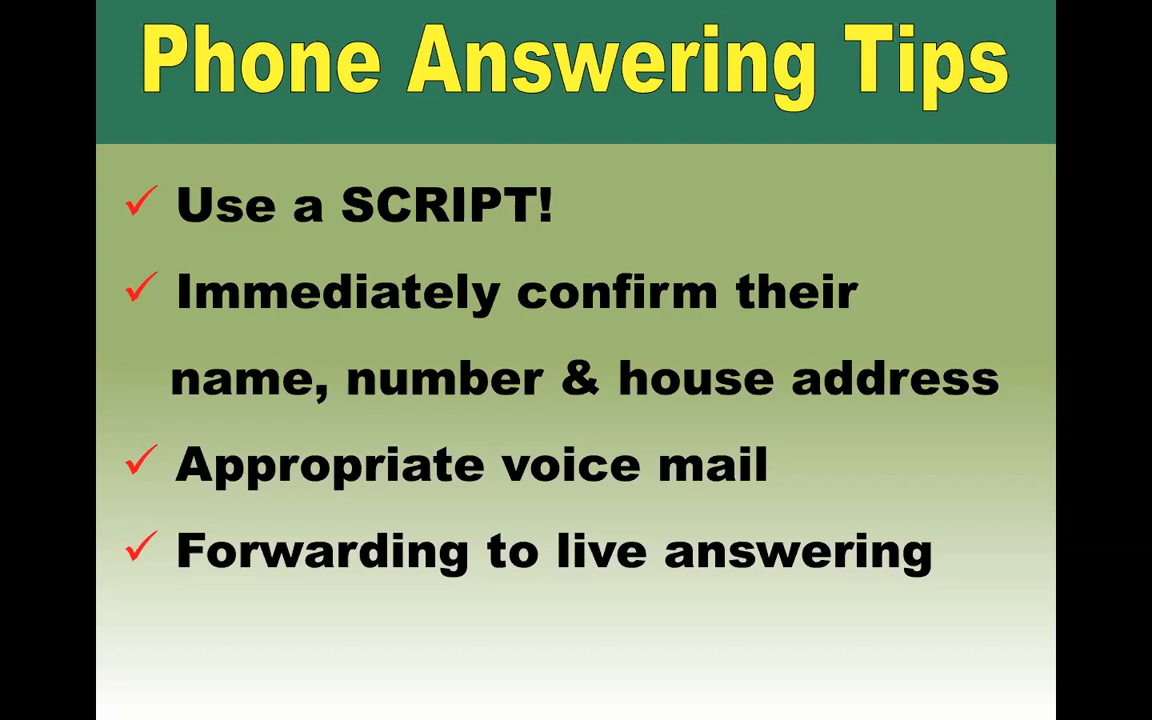 Phone Answering Tips
✓ Use a SCRIPT!
✓ Immediately confirm their
name, number & house address
✓ Appropriate voice mail
✓ Forwarding to live answering